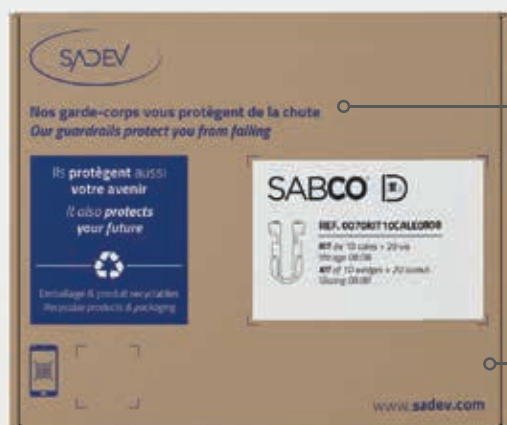 SADEV
Nos garde-corps vous protègent de la chute
Our guardrails protect you from falling
Ils protègent aussi
votre avenir
It also protects
your future
Emballage & produit recyclables
Recyclable products & packaging
SABCO
KIT de 10 cales + 20 vis
Vitrage 08/08
KIT of 10 wedges + 20 screws
Glazing 08/08
www.sadev.com